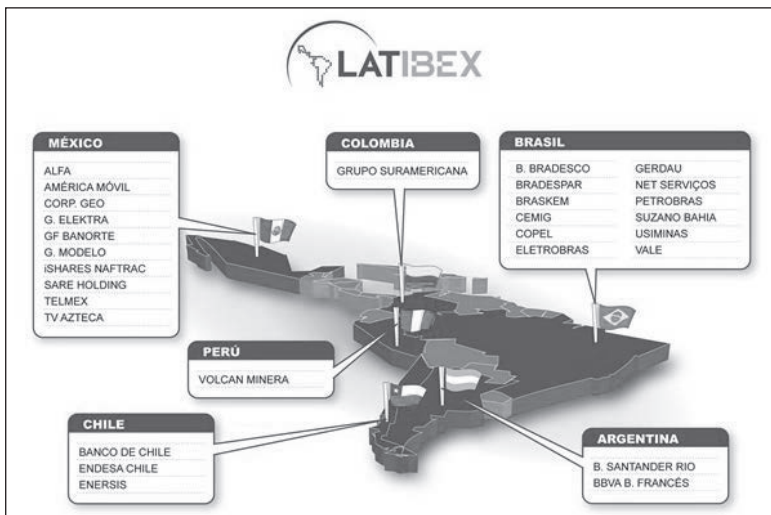 LATIBEX
MÉXICO
ALFA
AMÉRICA MÓVIL
CORP. GEO
G. ELEKTRA
GF BANORTE
G. MODELO
iSHARES NAFTRAC
SARE HOLDING
TELMEX
TV AZTECA
COLOMBIA
GRUPO SURAMERICANA
BRASIL
B. BRADESCO
BRADESPAR
BRASKEM
CEMIG
COPEL
ELETROBRAS
GERDAU
NET SERVIÇOS
PETROBRAS
SUZANO BAHIA
USIMINAS
VALE
PERÚ
VOLCAN MINERA
CHILE
BANCO DE CHILE
ENDESA CHILE
ENERSIS
ARGENTINA
B. SANTANDER RIO
BBVA B. FRANCÉS